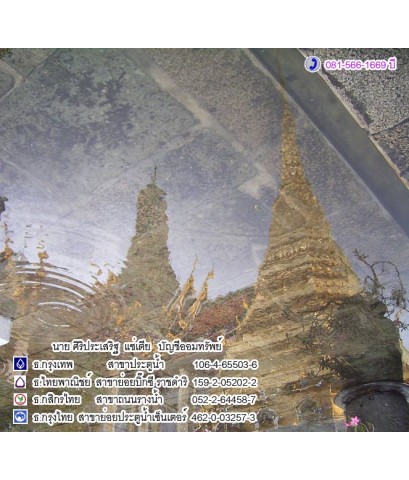 081-566-1669 ปี
นาย ศิริประเสริฐ แซ่เตีย บัญชีออมทรัพย์
ธ.กรุงเทพ สาขาประตูน้ำ 106-4-65503-6
ธ.ไทยพาณิชย์ สาขาย่อยบิ๊กซี ราชดำริ 159-2-05202-2
ธ.กสิกรไทย สาขาถนนรางน้ำ 052-2-64458-7
ธ.กรุงไทย สาขาย่อยประตูน้ำเซ็นเตอร์ 462-0-03257-3